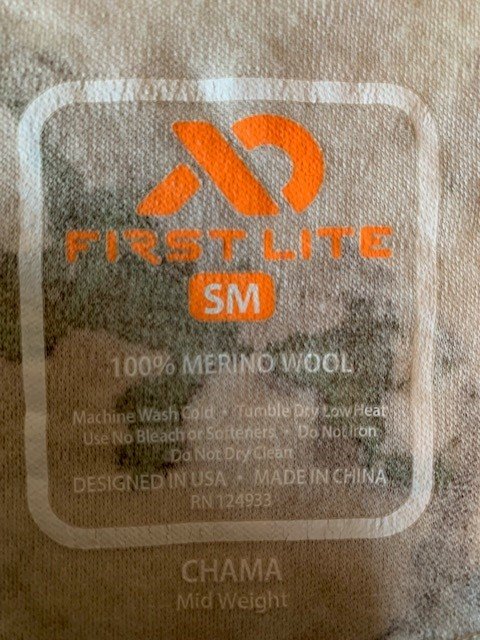 FIRST LITE
SM
100% MERINO WOOL
Machine Wash Cold • Tumble Dry Low Heat
Use No Bleach or Softeners • Do Not Iron
Do Not Dry Clean
DESIGNED IN USA • MADE IN CHINA
RN 124933
CHAMA
Mid Weight